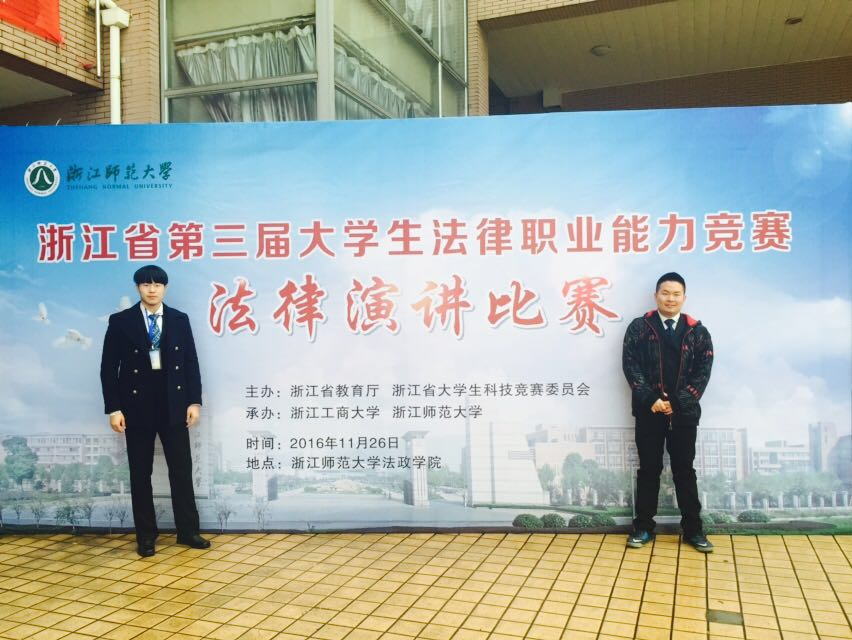 浙江师范大学
ZHEJIANG NORMAL UNIVERSITY
浙江省第三届大学生法律职业能力竞赛
法律演讲比赛
主办：浙江省教育厅 浙江省大学生科技竞赛委员会
承办：浙江工商大学 浙江师范大学
时间：2016年11月26日
地点：浙江师范大学法政学院